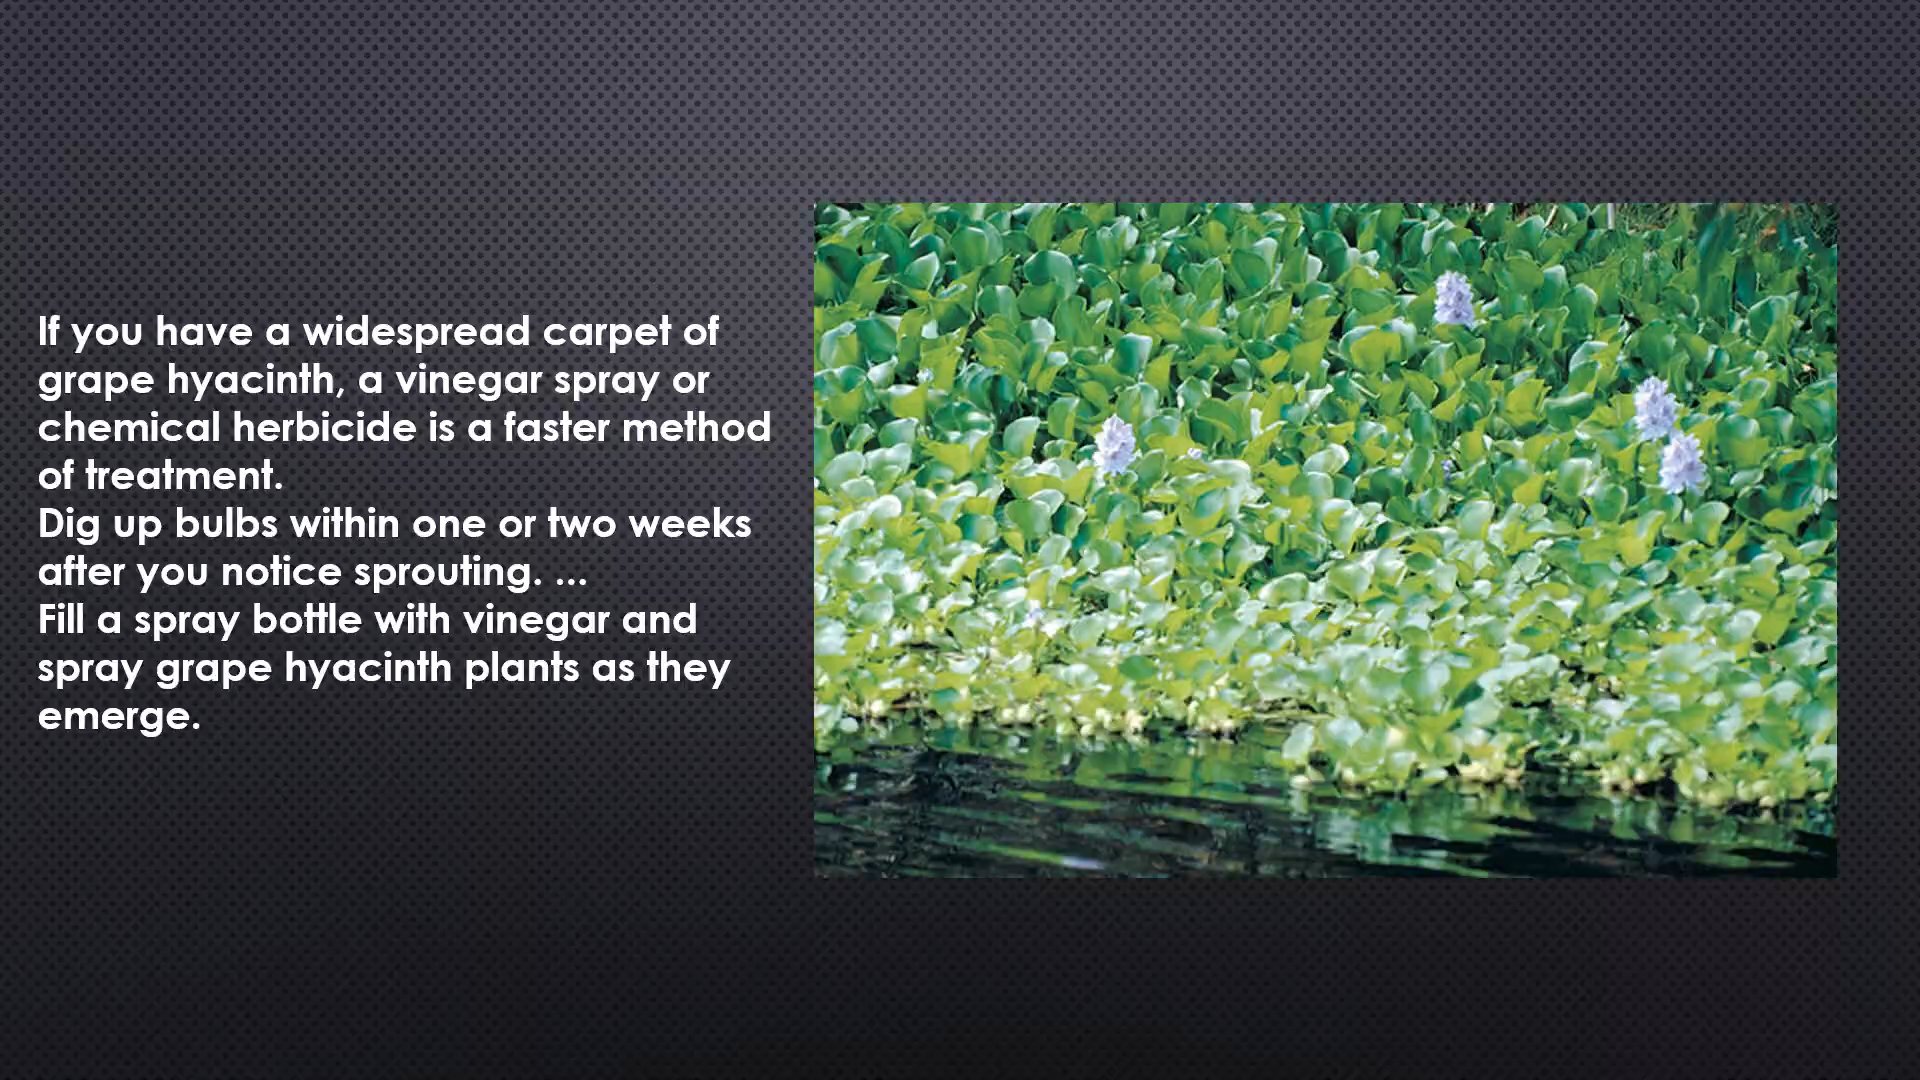 If you have a widespread carpet of
grape hyacinth, a vinegar spray or
chemical herbicide is a faster method
of treatment.
Dig up bulbs within one or two weeks
after you notice sprouting. ...
Fill a spray bottle with vinegar and
spray grape hyacinth plants as they
emerge.